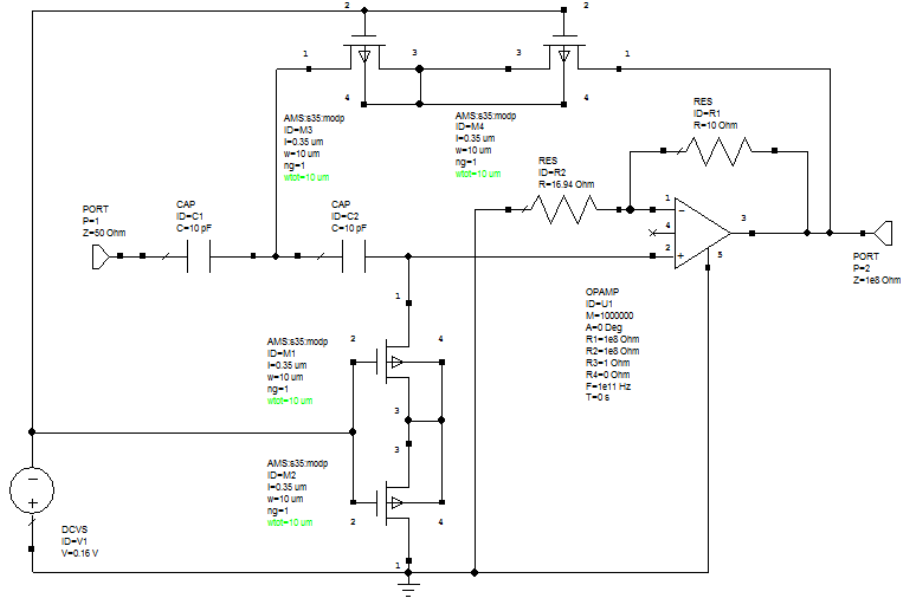 2
2
1
3
3
1
4
4
AMS:s35:modp
ID=M3
l=0.35 um
w=10 um
ng=1
wtot=10 um
AMS:s35:modp
ID=M4
l=0.35 um
w=10 um
ng=1
wtot=10 um
RES
ID=R1
R=10 Ohm
RES
ID=R2
R=16.94 Ohm
PORT
P=1
Z=50 Ohm
CAP
ID=C1
C=10 pF
CAP
ID=C2
C=10 pF
1
4
2
3
5
PORT
P=2
Z=1e8 Ohm
OPAMP
ID=U1
M=1000000
A=0 Deg
R1=1e8 Ohm
R2=1e8 Ohm
R3=1 Ohm
R4=0 Ohm
F=1e11 Hz
T=0 s
1
AMS:s35:modp
ID=M1
l=0.35 um
w=10 um
ng=1
wtot=10 um
2
4
3
3
AMS:s35:modp
ID=M2
l=0.35 um
w=10 um
ng=1
wtot=10 um
2
4
1
DCVS
ID=V1
V=0.16 V